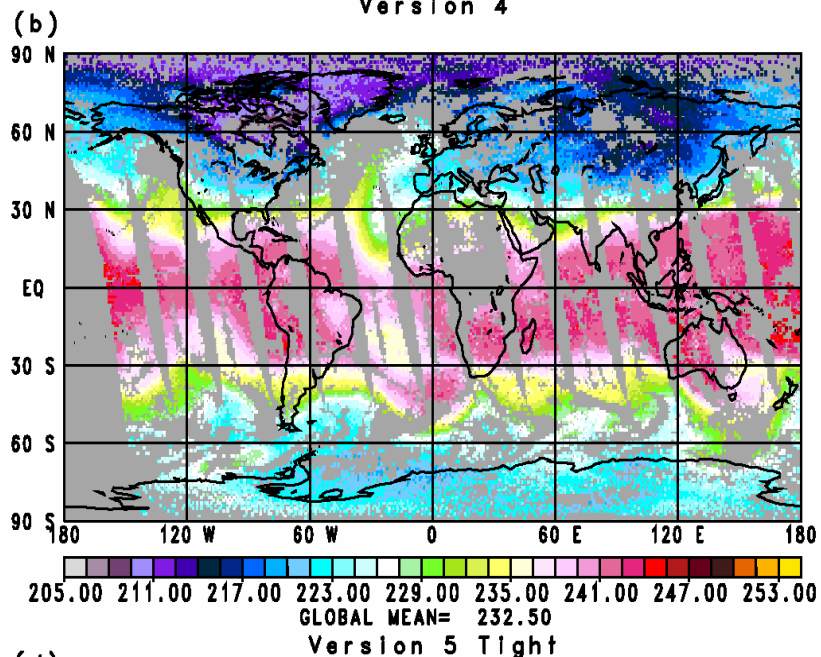 Version 4
(b)
90 N
60 N
30 N
EQ
30 S
60 S
90 S
180 120 W 60 W 0 60 E 120 E 180
205.00 211.00 217.00 223.00 229.00 235.00 241.00 247.00 253.00
GLOBAL MEAN= 232.50
Version 5 Tight